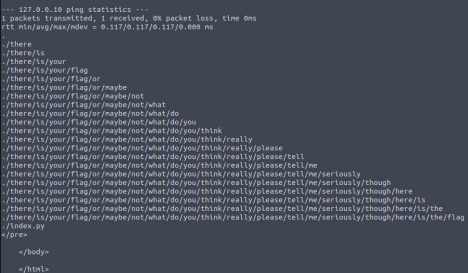 --- 127.0.0.10 ping statistics ---
1 packets transmitted, 1 received, 0% packet loss, time 0ms
rtt min/avg/max/mdev = 0.117/0.117/0.117/0.000 ms
.
./there
./there/is
./there/is/your
./there/is/your/flag
./there/is/your/flag/or
./there/is/your/flag/or/maybe
./there/is/your/flag/or/maybe/not
./there/is/your/flag/or/maybe/not/what
./there/is/your/flag/or/maybe/not/what/do
./there/is/your/flag/or/maybe/not/what/do/you
./there/is/your/flag/or/maybe/not/what/do/you/think
./there/is/your/flag/or/maybe/not/what/do/you/think/really
./there/is/your/flag/or/maybe/not/what/do/you/think/really/please
./there/is/your/flag/or/maybe/not/what/do/you/think/really/please/tell
./there/is/your/flag/or/maybe/not/what/do/you/think/really/please/tell/me
./there/is/your/flag/or/maybe/not/what/do/you/think/really/please/tell/me/seriously
./there/is/your/flag/or/maybe/not/what/do/you/think/really/please/tell/me/seriously/though
./there/is/your/flag/or/maybe/not/what/do/you/think/really/please/tell/me/seriously/though/here
./there/is/your/flag/or/maybe/not/what/do/you/think/really/please/tell/me/seriously/though/here/is
./there/is/your/flag/or/maybe/not/what/do/you/think/really/please/tell/me/seriously/though/here/is/the
./there/is/your/flag/or/maybe/not/what/do/you/think/really/please/tell/me/seriously/though/here/is/the/flag
./index.py
</pre>
</body>
</html>